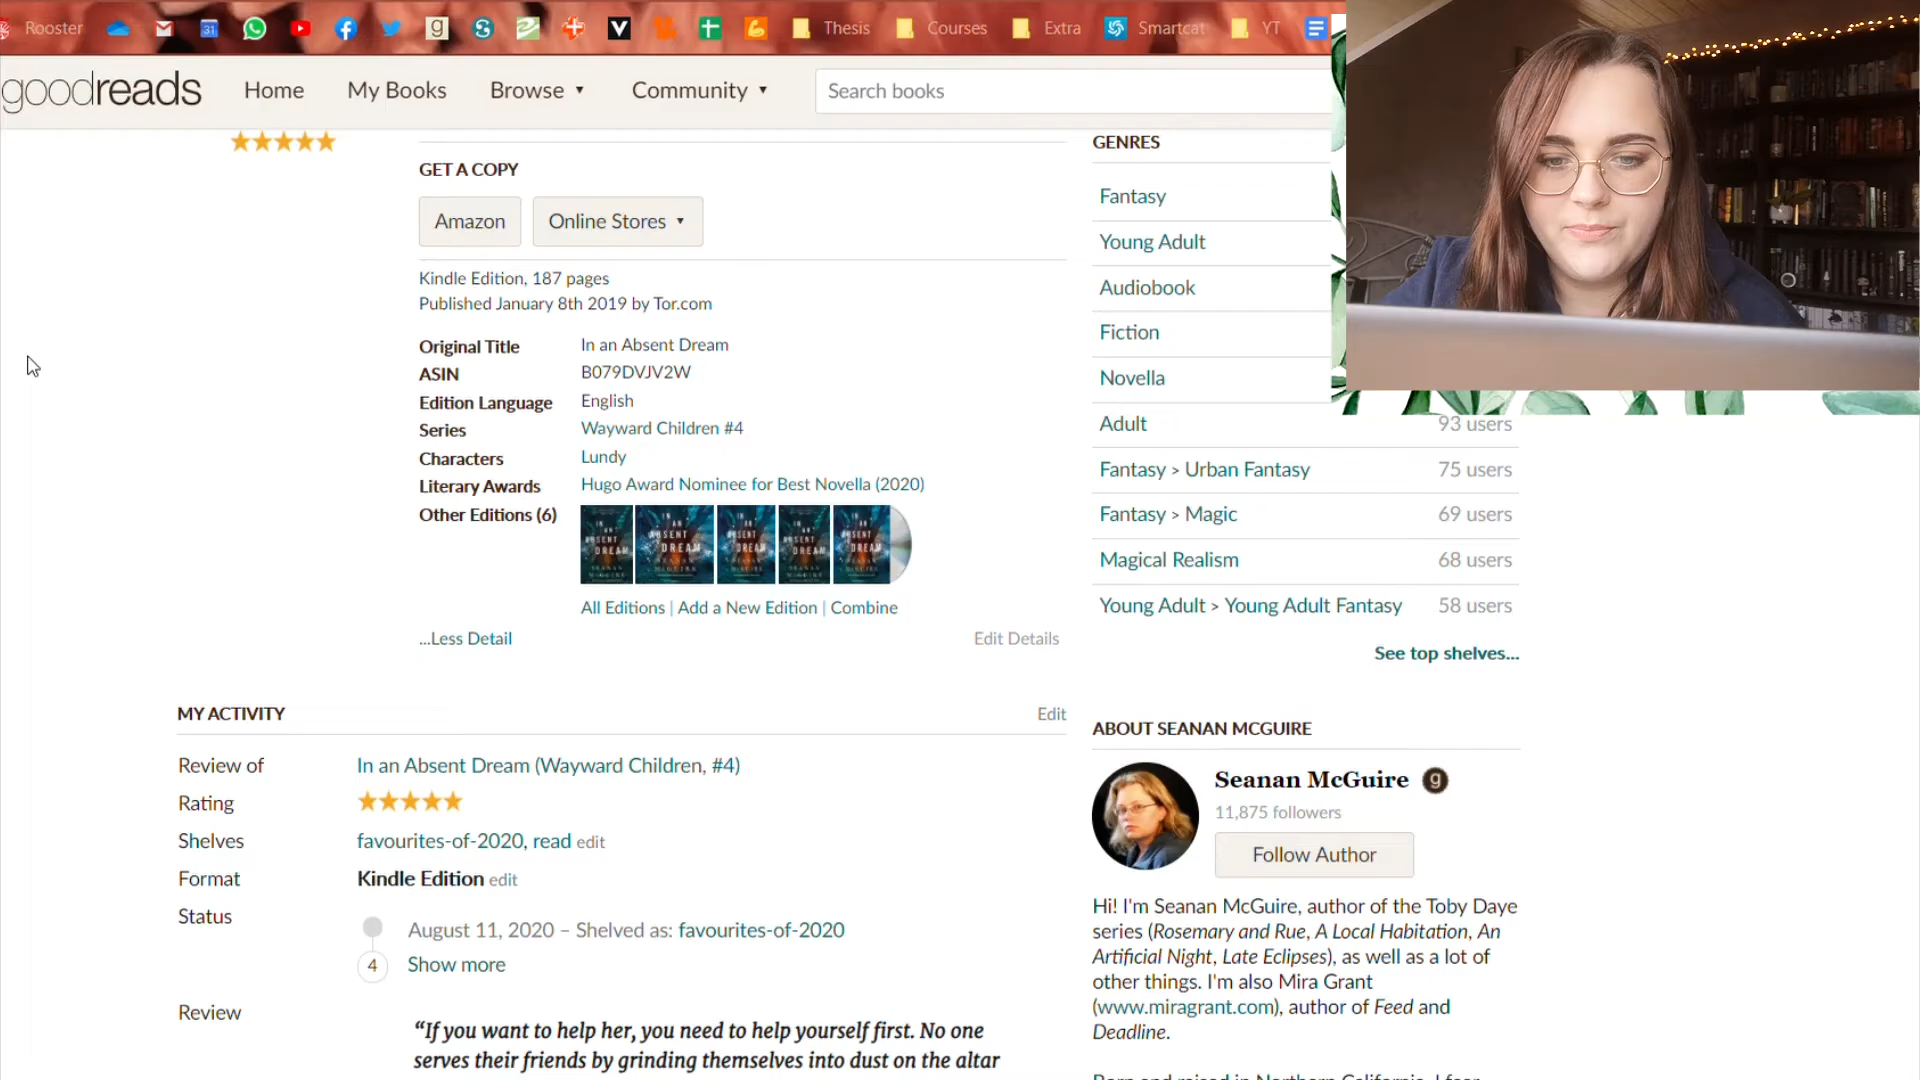 Rooster
Thesis
Courses
Extra
Smartcat
YT
goodreads
Home
My Books
Browse ▼
Community ▼
Search books
GET A COPY
Amazon
Online Stores ▼
Kindle Edition, 187 pages
Published January 8th 2019 by Tor.com
Original Title In an Absent Dream
ASIN B079DVJV2W
Edition Language English
Series Wayward Children #4
Characters Lundy
Literary Awards Hugo Award Nominee for Best Novella (2020)
Other Editions (6)
All Editions | Add a New Edition | Combine
...Less Detail
Edit Details
MY ACTIVITY
Edit
Review of In an Absent Dream (Wayward Children, #4)
Rating
Shelves favourites-of-2020, read edit
Format Kindle Edition edit
Status August 11, 2020 – Shelved as: favourites-of-2020
4 Show more
Review
“If you want to help her, you need to help yourself first. No one
serves their friends by grinding themselves into dust on the altar
GENRES
Fantasy
Young Adult
Audiobook
Fiction
Novella
Adult 93 users
Fantasy > Urban Fantasy 75 users
Fantasy > Magic 69 users
Magical Realism 68 users
Young Adult > Young Adult Fantasy 58 users
See top shelves...
ABOUT SEANAN MCGUIRE
Seanan McGuire g
11,875 followers
Follow Author
Hi! I'm Seanan McGuire, author of the Toby Daye
series (Rosemary and Rue, A Local Habitation, An
Artificial Night, Late Eclipses), as well as a lot of
other things. I'm also Mira Grant
(www.miragrant.com), author of Feed and
Deadline.